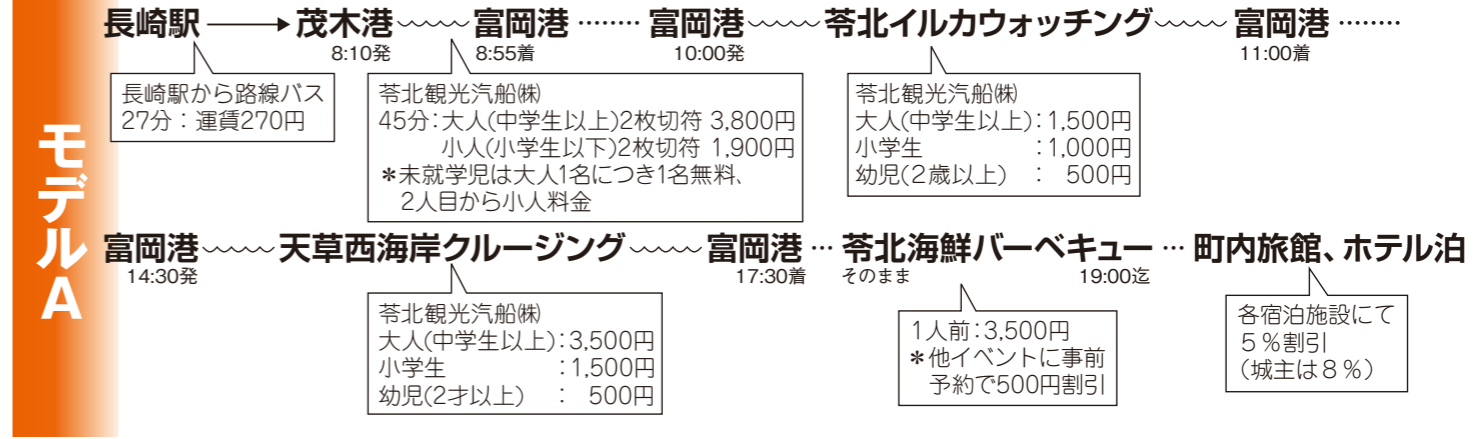 モデルA
長崎駅 → 茂木港 〰 富岡港 ……… 富岡港 〰 苓北イルカウォッチング 〰 富岡港 ………
8:10発 8:55着 10:00発 11:00着
長崎駅から路線バス
27分：運賃270円
苓北観光汽船㈱
45分：大人(中学生以上)2枚切符 3,800円
小人(小学生以下)2枚切符 1,900円
＊未就学児は大人1名につき1名無料、
2人目から小人料金
苓北観光汽船㈱
大人(中学生以上)：1,500円
小学生　　　　　：1,000円
幼児(２歳以上)　：　500円
富岡港 〰 天草西海岸クルージング 〰 富岡港 … 苓北海鮮バーベキュー … 町内旅館、ホテル泊
14:30発 17:30着 そのまま 19:00迄
苓北観光汽船㈱
大人(中学生以上)：3,500円
小学生　　　　　：1,500円
幼児(2才以上)　：　500円
１人前：3,500円
＊他イベントに事前
予約で500円割引
各宿泊施設にて
５％割引
（城主は８％）